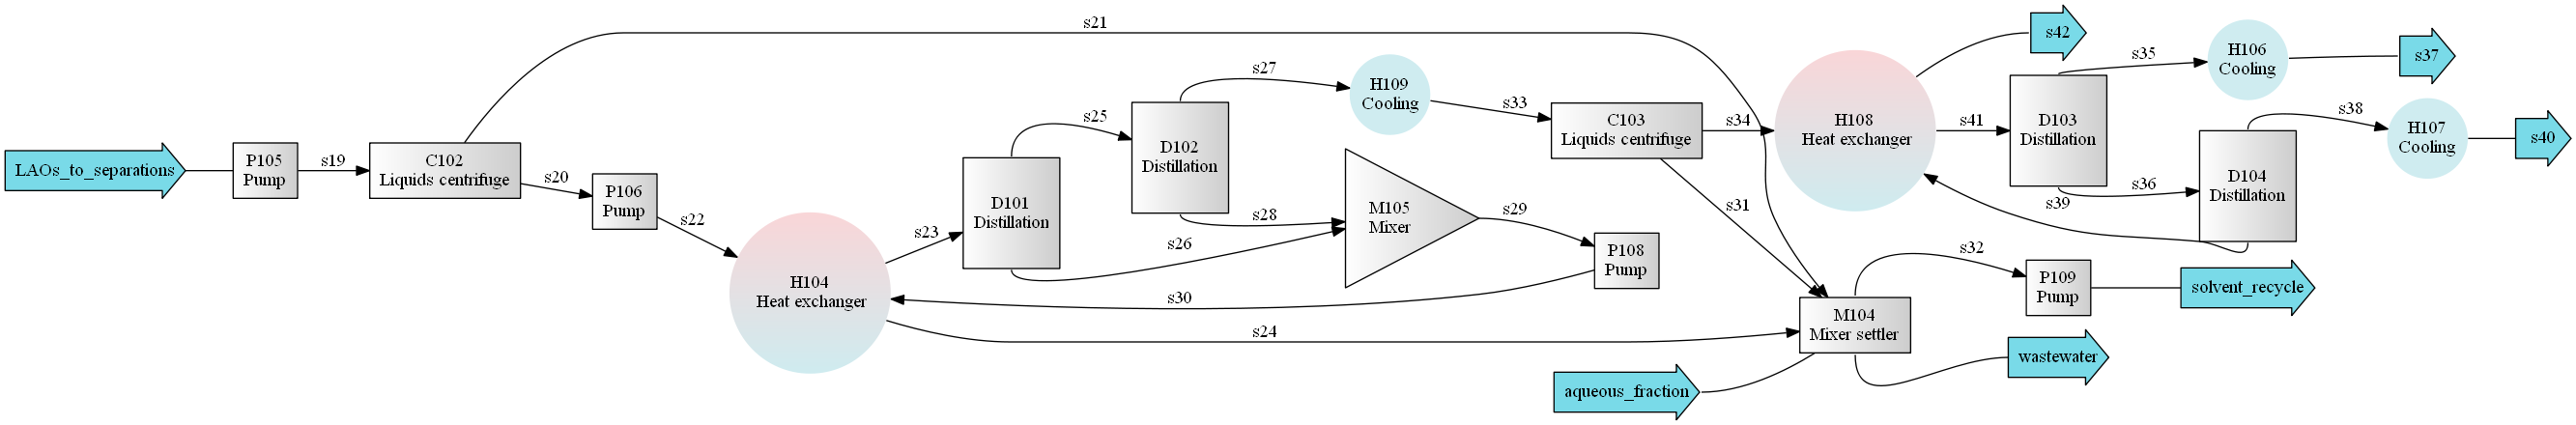 LAOs_to_separations
P105
Pump
s19
C102
Liquids centrifuge
s21
s20
P106
Pump
s22
H104
Heat exchanger
s23
D101
Distillation
s25
s26
D102
Distillation
s27
s28
H109
Cooling
s33
M105
Mixer
s29
P108
Pump
s30
s24
C103
Liquids centrifuge
s34
s31
H108
Heat exchanger
s42
s41
D103
Distillation
s35
s36
H106
Cooling
s37
D104
Distillation
s38
s39
H107
Cooling
s40
M104
Mixer settler
s32
P109
Pump
solvent_recycle
wastewater
aqueous_fraction